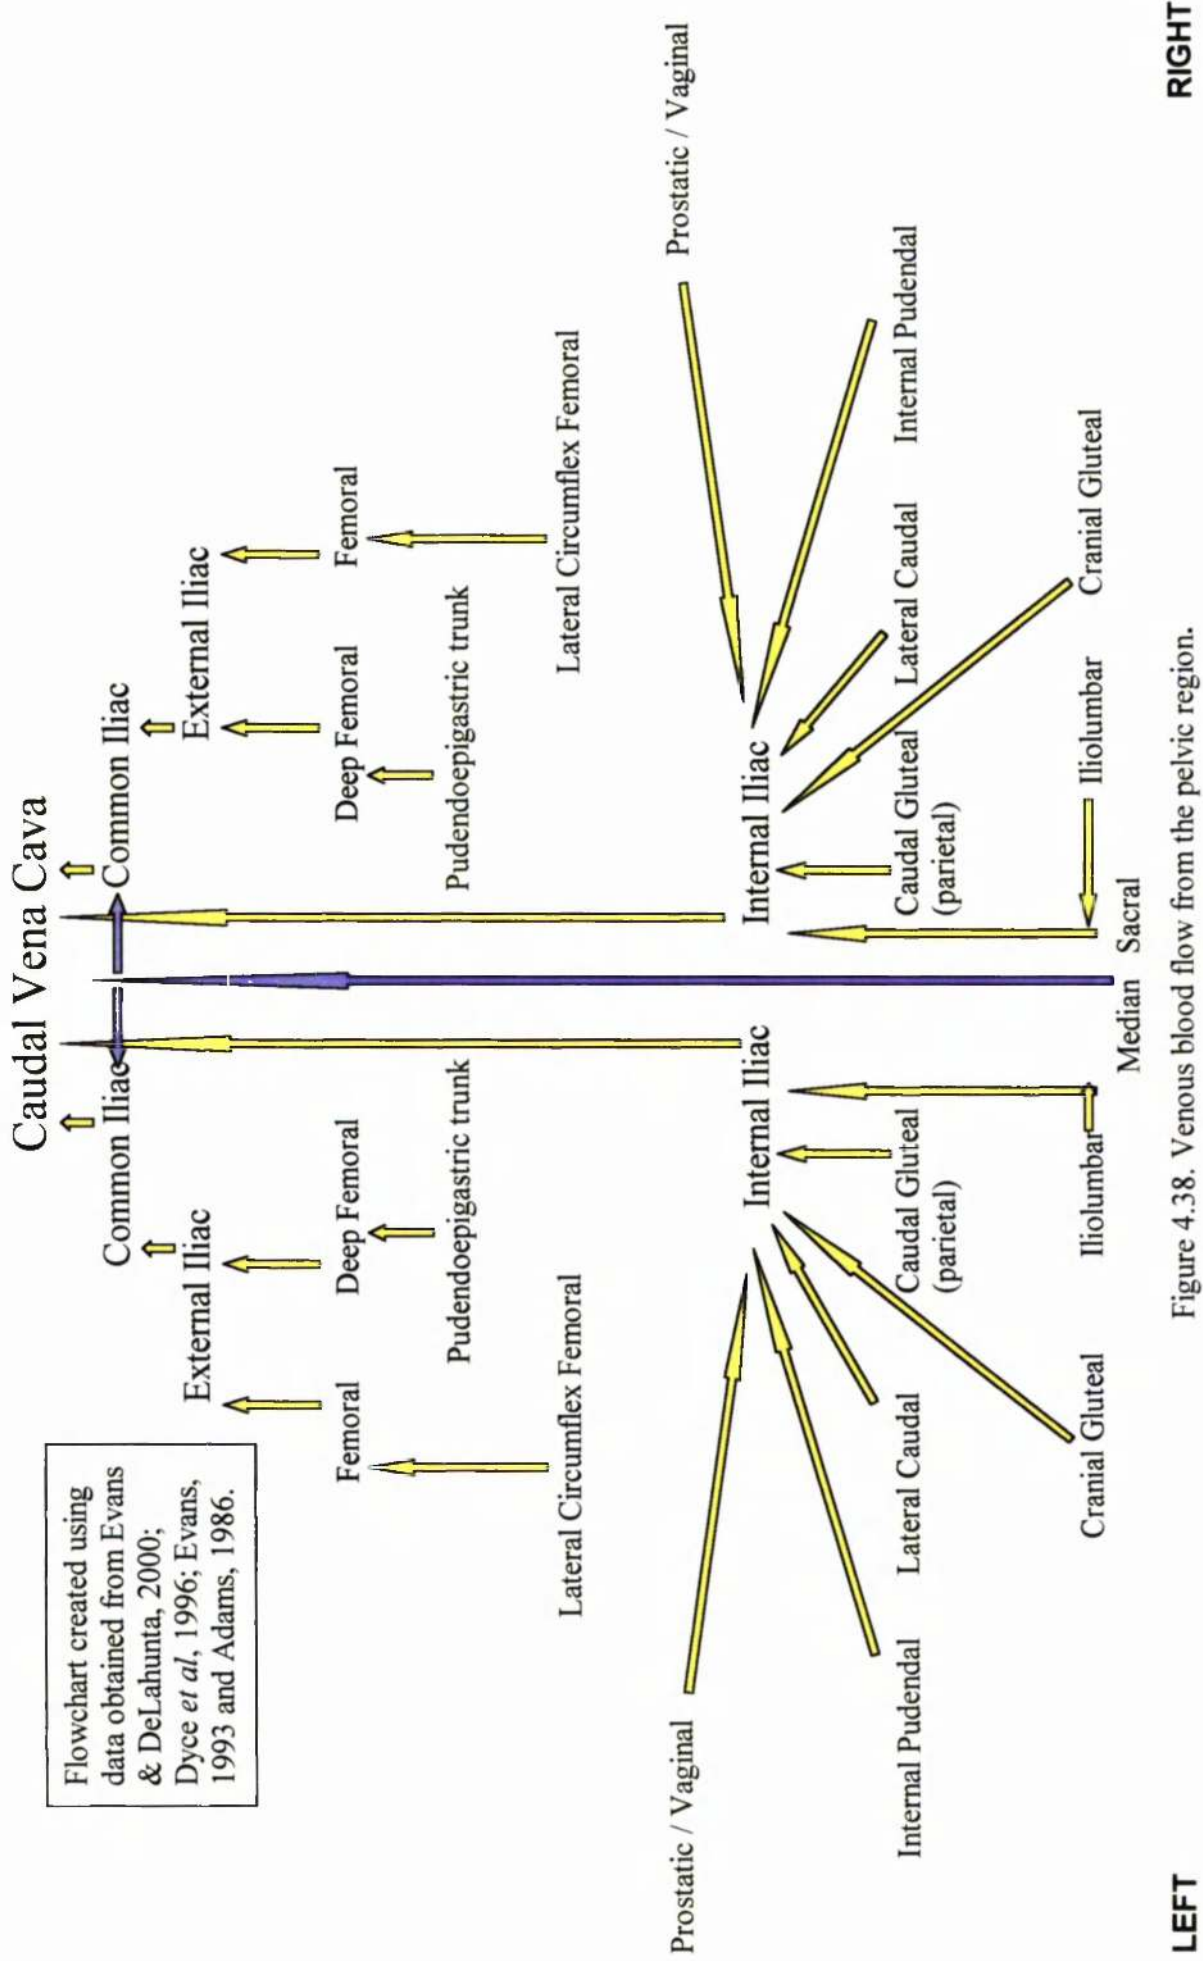 Caudal Vena Cava
Flowchart created using
data obtained from Evans
& DeLahunta, 2000;
Dyce et al, 1996; Evans,
1993 and Adams, 1986.
Common Iliac
Common Iliac
External Iliac
External Iliac
Femoral
Deep Femoral
Deep Femoral
Femoral
Pudendoepigastric trunk
Pudendoepigastric trunk
Lateral Circumflex Femoral
Lateral Circumflex Femoral
Prostatic / Vaginal
Prostatic / Vaginal
Internal Iliac
Internal Iliac
Internal Pudendal
Lateral Caudal
Caudal Gluteal
(parietal)
Caudal Gluteal
(parietal)
Lateral Caudal
Internal Pudendal
Cranial Gluteal
Iliolumbar
Iliolumbar
Cranial Gluteal
Median Sacral
LEFT
Figure 4.38. Venous blood flow from the pelvic region.
RIGHT